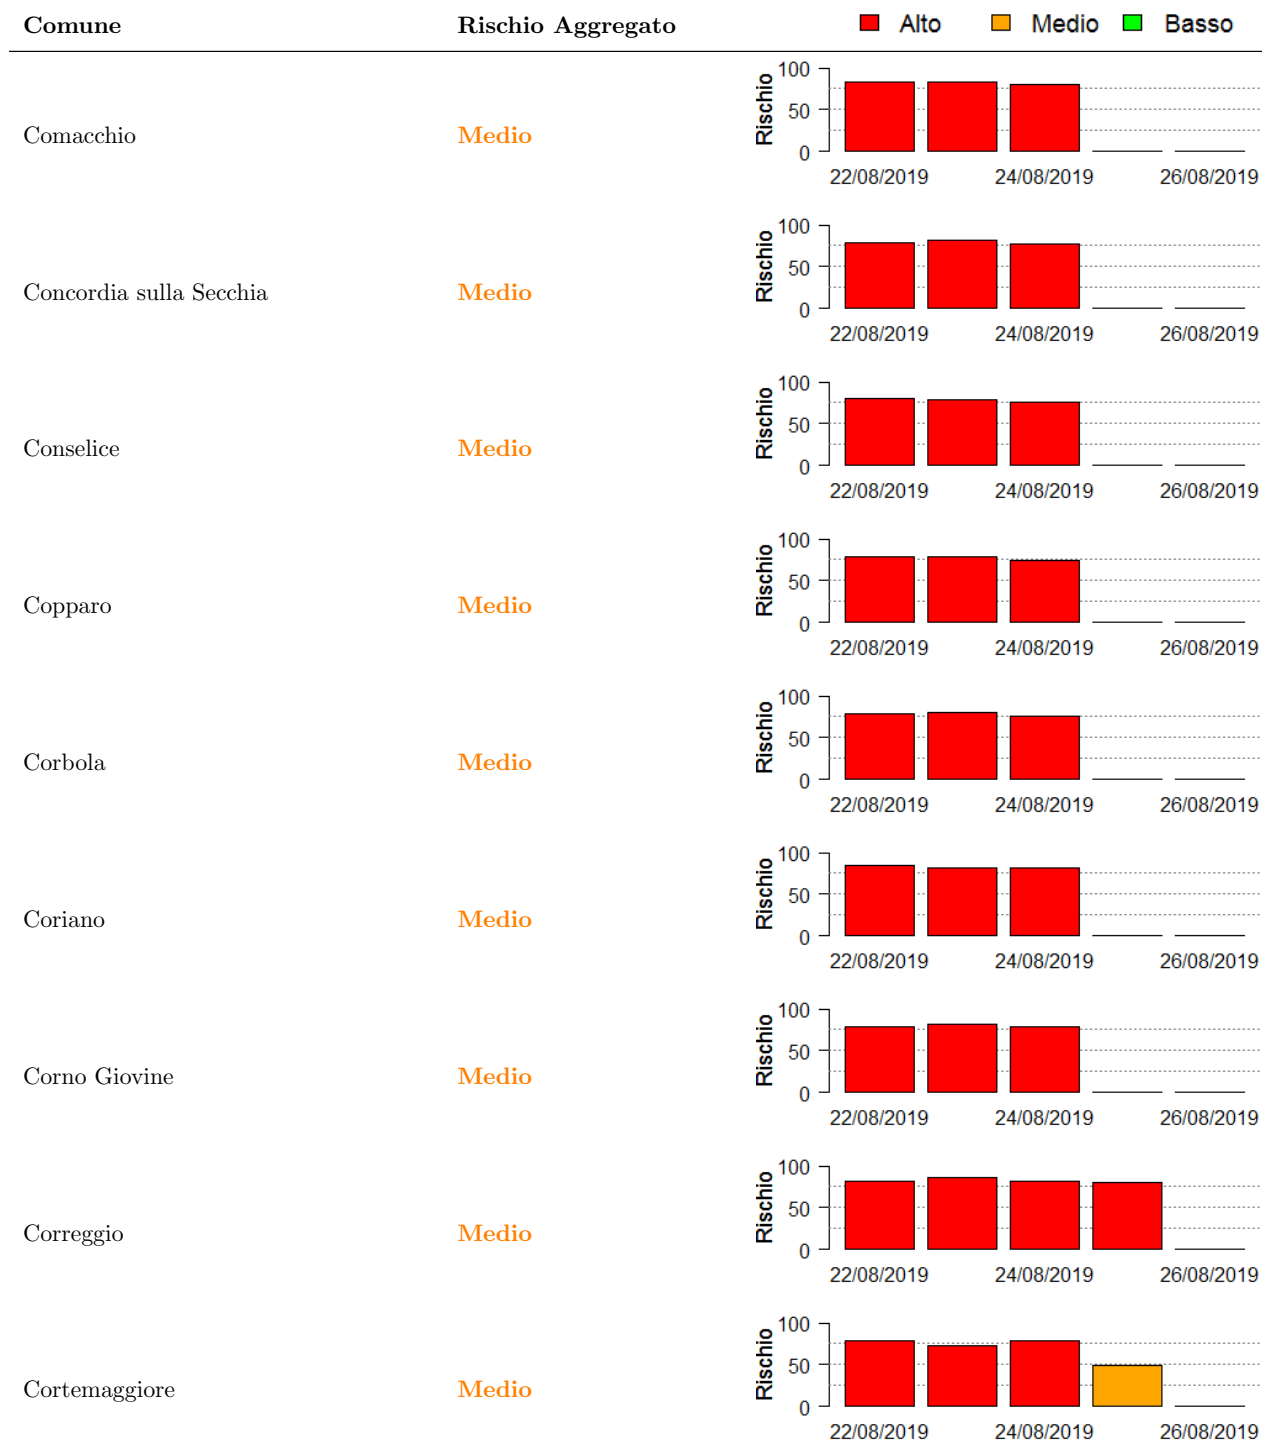 Comune Rischio Aggregato Alto Medio Basso
100
50
0
Rischio
Comacchio Medio
22/08/2019 24/08/2019 26/08/2019
100
50
0
Rischio
Concordia sulla Secchia Medio
22/08/2019 24/08/2019 26/08/2019
100
50
0
Rischio
Conselice Medio
22/08/2019 24/08/2019 26/08/2019
100
50
0
Rischio
Copparo Medio
22/08/2019 24/08/2019 26/08/2019
100
50
0
Rischio
Corbola Medio
22/08/2019 24/08/2019 26/08/2019
100
50
0
Rischio
Coriano Medio
22/08/2019 24/08/2019 26/08/2019
100
50
0
Rischio
Corno Giovine Medio
22/08/2019 24/08/2019 26/08/2019
100
50
0
Rischio
Correggio Medio
22/08/2019 24/08/2019 26/08/2019
100
50
0
Rischio
Cortemaggiore Medio
22/08/2019 24/08/2019 26/08/2019